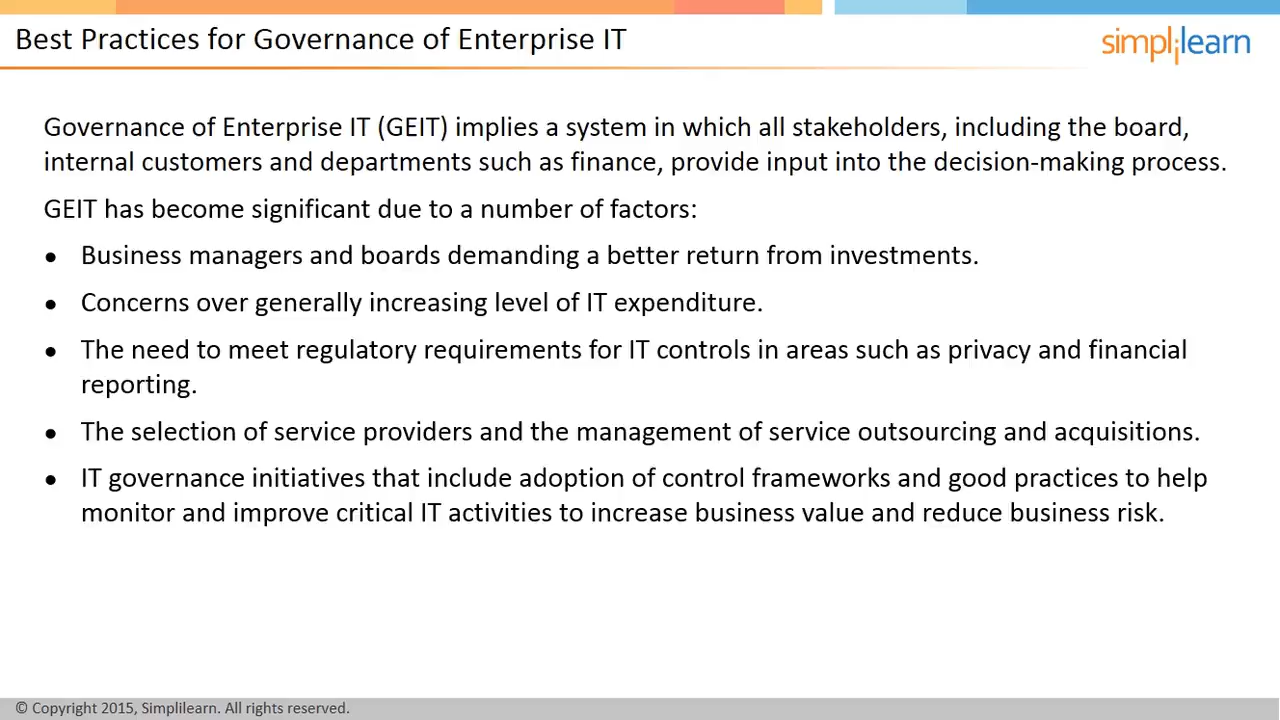 Best Practices for Governance of Enterprise IT
simplilearn
Governance of Enterprise IT (GEIT) implies a system in which all stakeholders, including the board,
internal customers and departments such as finance, provide input into the decision-making process.
GEIT has become significant due to a number of factors:
● Business managers and boards demanding a better return from investments.
● Concerns over generally increasing level of IT expenditure.
● The need to meet regulatory requirements for IT controls in areas such as privacy and financial
reporting.
● The selection of service providers and the management of service outsourcing and acquisitions.
● IT governance initiatives that include adoption of control frameworks and good practices to help
monitor and improve critical IT activities to increase business value and reduce business risk.
© Copyright 2015, Simplilearn. All rights reserved.